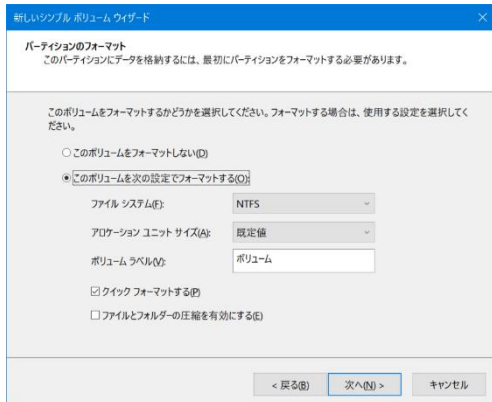 新しいシンプル ボリューム ウィザード
パーティションのフォーマット
このパーティションにデータを格納するには、最初にパーティションをフォーマットする必要があります。
このボリュームをフォーマットするかどうかを選択してください。フォーマットする場合は、使用する設定を選択してく
ださい。
このボリュームをフォーマットしない(D)
このボリュームを次の設定でフォーマットする(O):
ファイル システム(F): NTFS
アロケーション ユニット サイズ(A): 既定値
ボリューム ラベル(V): ボリューム
クイック フォーマットする(P)
ファイルとフォルダーの圧縮を有効にする(E)
< 戻る(B) 次へ(N) > キャンセル